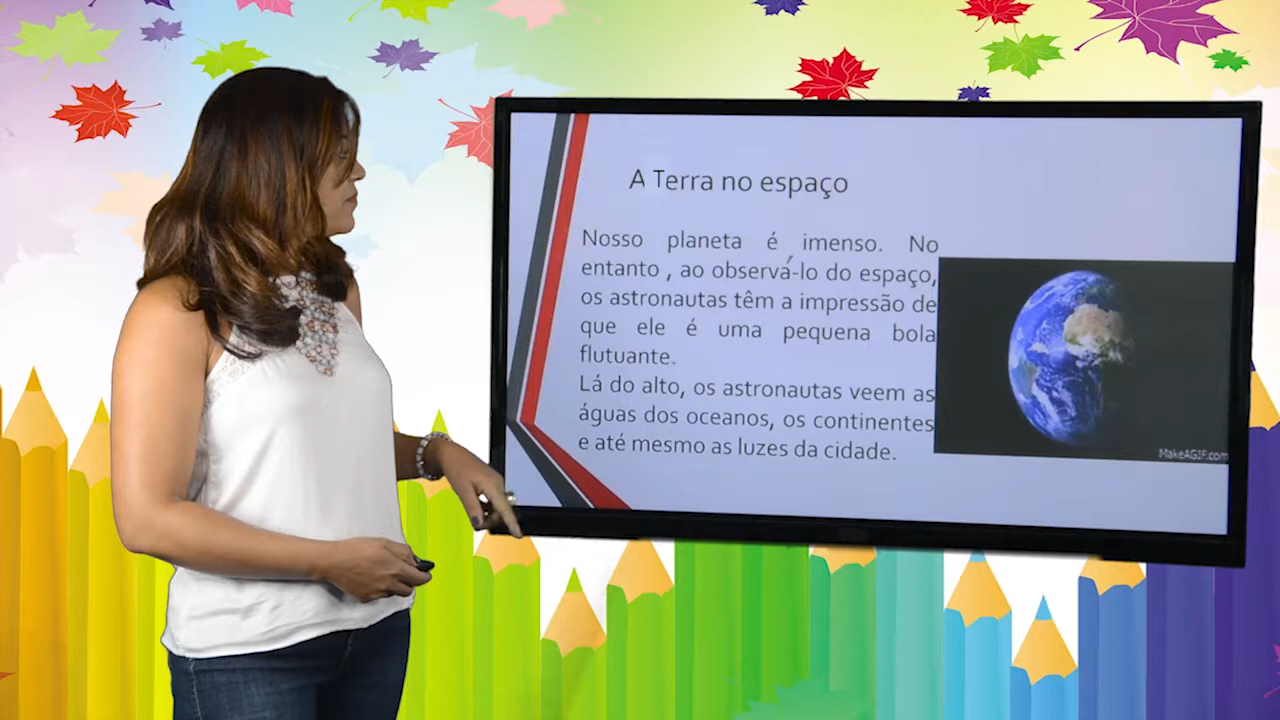 A Terra no espaço
Nosso planeta é imenso. No
entanto , ao observá-lo do espaço,
os astronautas têm a impressão de
que ele é uma pequena bola
flutuante.
Lá do alto, os astronautas veem as
águas dos oceanos, os continentes
e até mesmo as luzes da cidade.
MakeAGIF.com